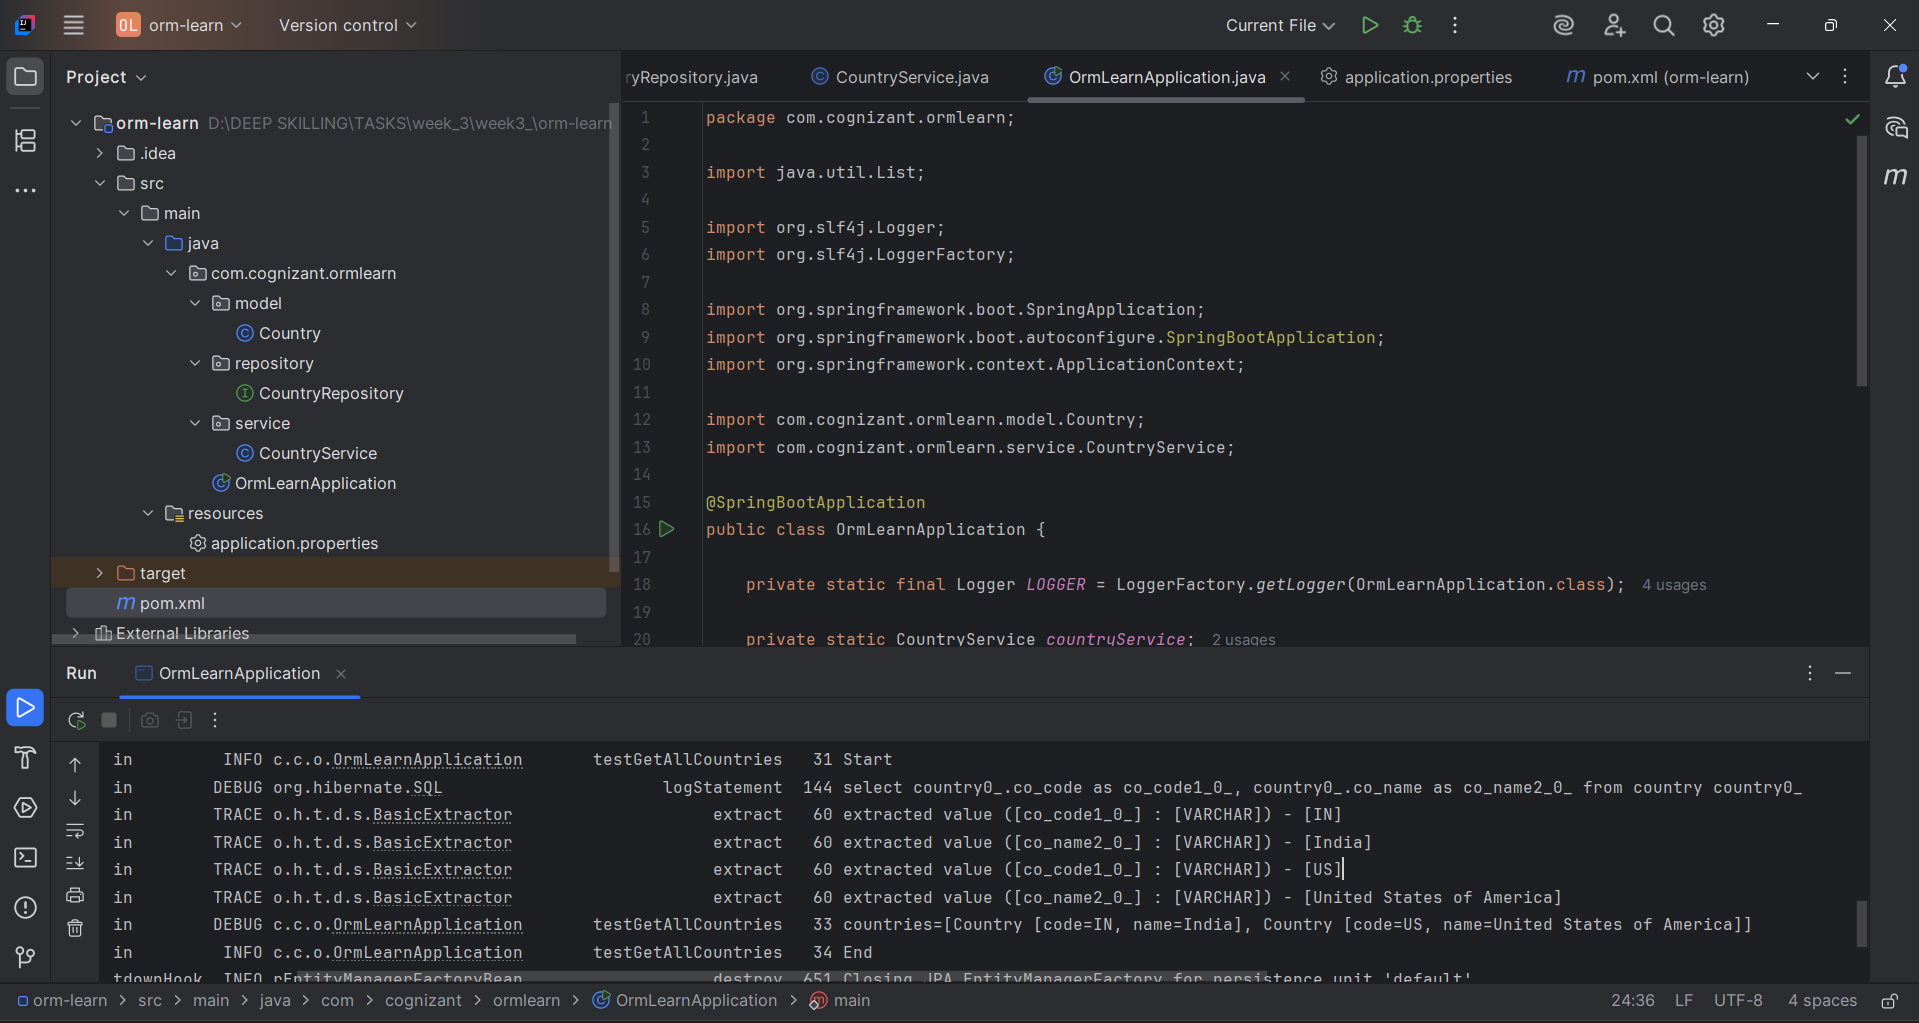 OL orm-learn Version control Current File
Project
orm-learn D:\DEEP SKILLING\TASKS\week_3\week3_\orm-learn
.idea
src
main
java
com.cognizant.ormlearn
model
Country
repository
CountryRepository
service
CountryService
OrmLearnApplication
resources
application.properties
target
m pom.xml
External Libraries
ryRepository.java CountryService.java OrmLearnApplication.java application.properties m pom.xml (orm-learn)
1 package com.cognizant.ormlearn;
2
3 import java.util.List;
4
5 import org.slf4j.Logger;
6 import org.slf4j.LoggerFactory;
7
8 import org.springframework.boot.SpringApplication;
9 import org.springframework.boot.autoconfigure.SpringBootApplication;
10 import org.springframework.context.ApplicationContext;
11
12 import com.cognizant.ormlearn.model.Country;
13 import com.cognizant.ormlearn.service.CountryService;
14
15 @SpringBootApplication
16 public class OrmLearnApplication {
17
18 private static final Logger LOGGER = LoggerFactory.getLogger(OrmLearnApplication.class); 4 usages
19
20 private static CountryService countryService; 2 usages
Run OrmLearnApplication
in INFO c.c.o.OrmLearnApplication testGetAllCountries 31 Start
in DEBUG org.hibernate.SQL logStatement 144 select country0_.co_code as co_code1_0_, country0_.co_name as co_name2_0_ from country country0_
in TRACE o.h.t.d.s.BasicExtractor extract 60 extracted value ([co_code1_0_] : [VARCHAR]) - [IN]
in TRACE o.h.t.d.s.BasicExtractor extract 60 extracted value ([co_name2_0_] : [VARCHAR]) - [India]
in TRACE o.h.t.d.s.BasicExtractor extract 60 extracted value ([co_code1_0_] : [VARCHAR]) - [US]
in TRACE o.h.t.d.s.BasicExtractor extract 60 extracted value ([co_name2_0_] : [VARCHAR]) - [United States of America]
in DEBUG c.c.o.OrmLearnApplication testGetAllCountries 33 countries=[Country [code=IN, name=India], Country [code=US, name=United States of America]]
in INFO c.c.o.OrmLearnApplication testGetAllCountries 34 End
tdownHook INFO rEntityManagerFactoryBean destroy 651 Closing JPA EntityManagerFactory for persistence unit 'default'
orm-learn > src > main > java > com > cognizant > ormlearn > OrmLearnApplication > m main 24:36 LF UTF-8 4 spaces